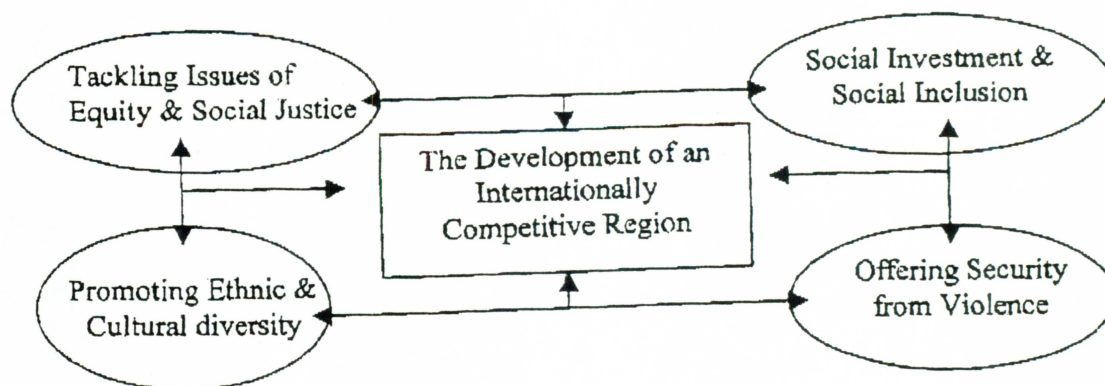 Tackling Issues of
Equity & Social Justice
Social Investment &
Social Inclusion
The Development of an
Internationally
Competitive Region
Promoting Ethnic &
Cultural diversity
Offering Security
from Violence